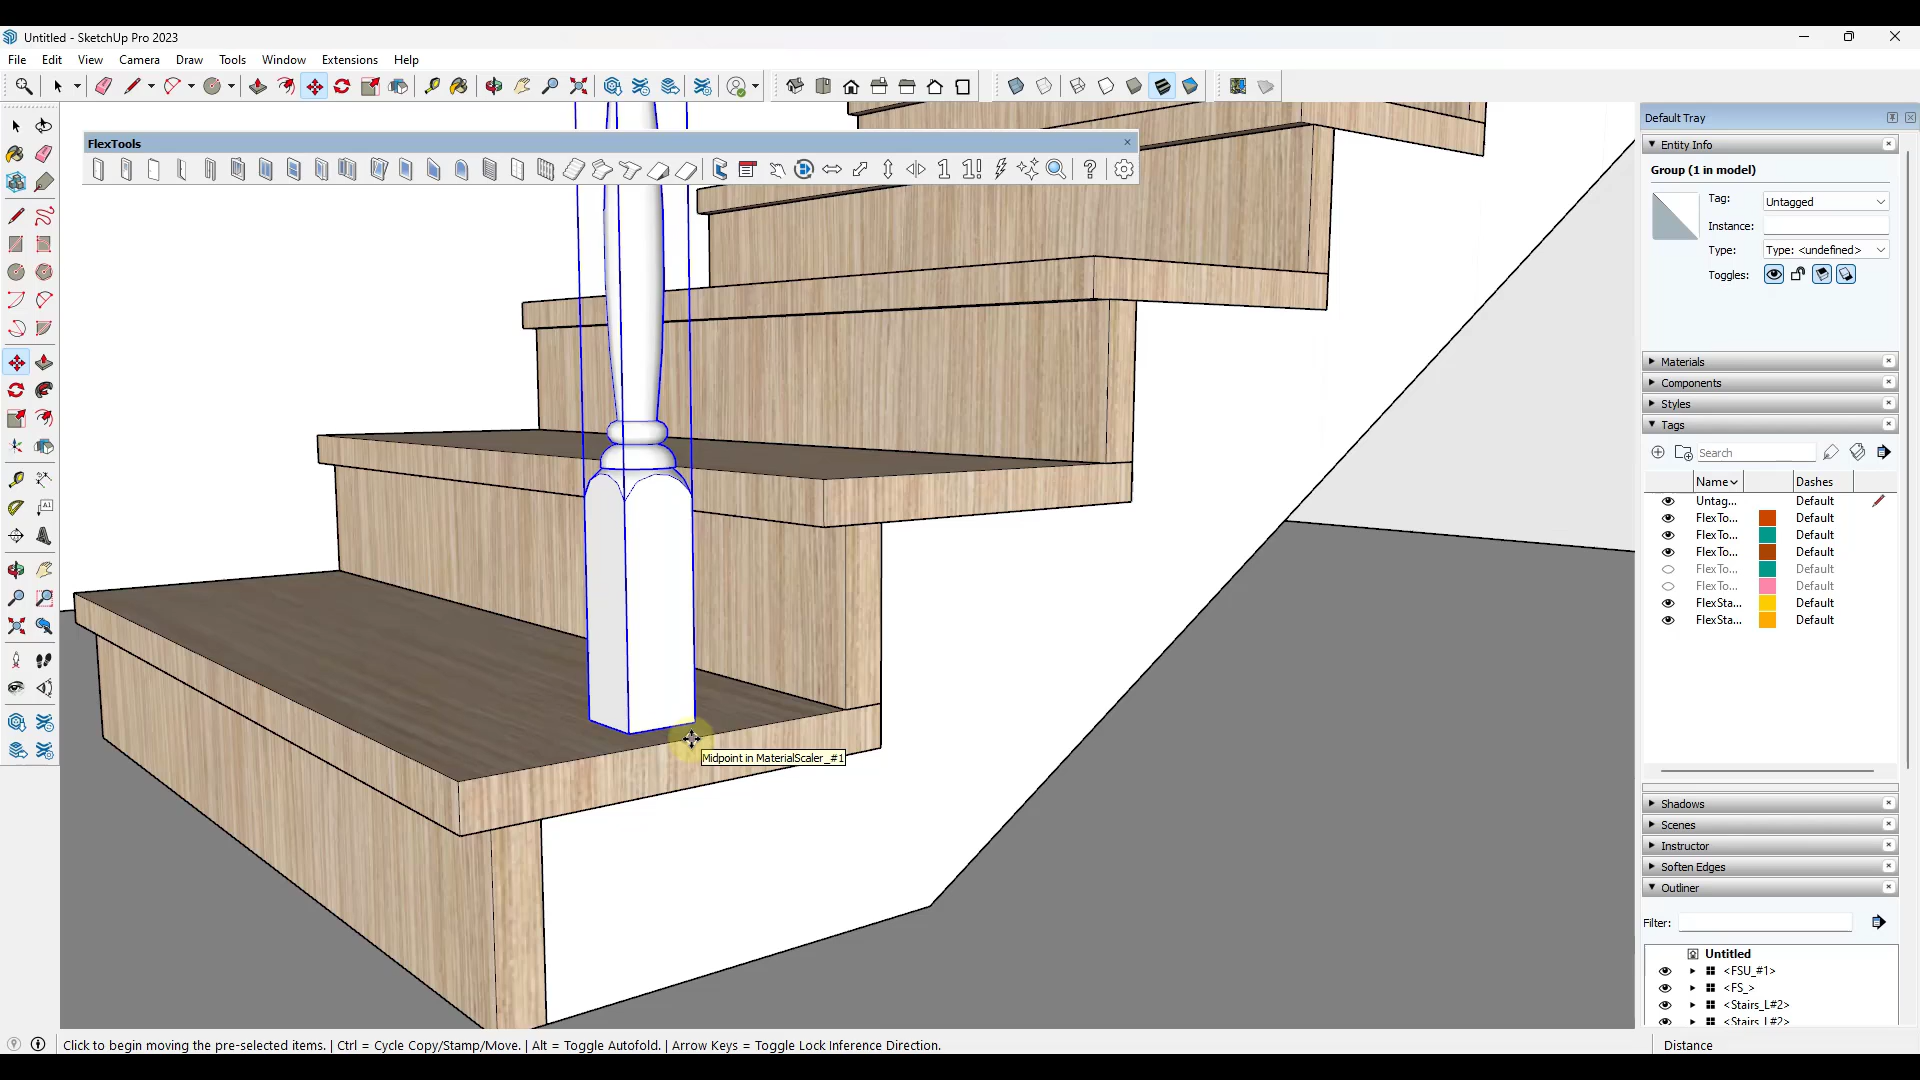 Untitled - SketchUp Pro 2023
File Edit View Camera Draw Tools Window Extensions Help
FlexTools
1 1! ?
Midpoint in MaterialScaler_#1
Default Tray
Entity Info
Group (1 in model)
Tag: Untagged
Instance:
Type: Type: <undefined>
Toggles:
Materials
Components
Styles
Tags
Search
Name Dashes
Untag... Default
FlexTo... Default
FlexTo... Default
FlexTo... Default
FlexTo... Default
FlexTo... Default
FlexSta... Default
FlexSta... Default
Shadows
Scenes
Instructor
Soften Edges
Outliner
Filter:
Untitled
<FSU_#1>
<FS_>
<Stairs_L#2>
<Stairs_L#2>
Click to begin moving the pre-selected items. | Ctrl = Cycle Copy/Stamp/Move. | Alt = Toggle Autofold. | Arrow Keys = Toggle Lock Inference Direction.
Distance